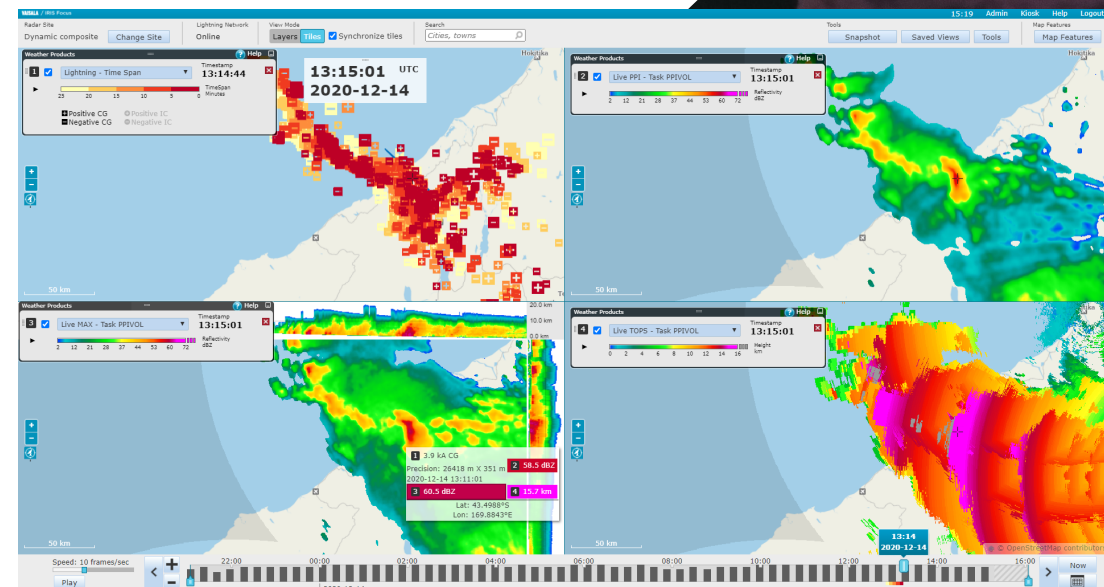 VAISALA / IRIS Focus
15:19 Admin Kiosk Help Logout
Radar Site
Dynamic composite Change Site
Lightning Network
Online
View Mode
Layers Tiles Synchronize tiles
Search
Cities, towns
Tools
Snapshot Saved Views Tools
Map Features
Map Features
Weather Products
Help
1 Lightning - Time Span
Timestamp
13:14:44
25 20 15 10 5 0
TimeSpan
Minutes
Positive CG Positive IC
Negative CG Negative IC
13:15:01 UTC
2020-12-14
Hokitika
50 km
Weather Products
Help
2 Live PPI - Task PPIVOL
Timestamp
13:15:01
2 12 21 28 37 44 53 60 72
Reflectivity
dBZ
Hokitika
50 km
Weather Products
Help
3 Live MAX - Task PPIVOL
Timestamp
13:15:01
2 12 21 28 37 44 53 60 72
Reflectivity
dBZ
20.0 km
10.0 km
0.0 km
1 3.9 kA CG
Precision: 26418 m X 351 m
2020-12-14 13:11:01
2 58.5 dBZ
3 60.5 dBZ
4 15.7 km
Lat: 43.4988°S
Lon: 169.8843°E
50 km
Weather Products
Help
4 Live TOPS - Task PPIVOL
Timestamp
13:15:01
0 2 4 6 8 10 12 14 16
Height
km
50 km
© OpenStreetMap contributors
13:14
2020-12-14
Speed: 10 frames/sec
Play
22:00 00:00 02:00 04:00 06:00 08:00 10:00 12:00 14:00 16:00
Now